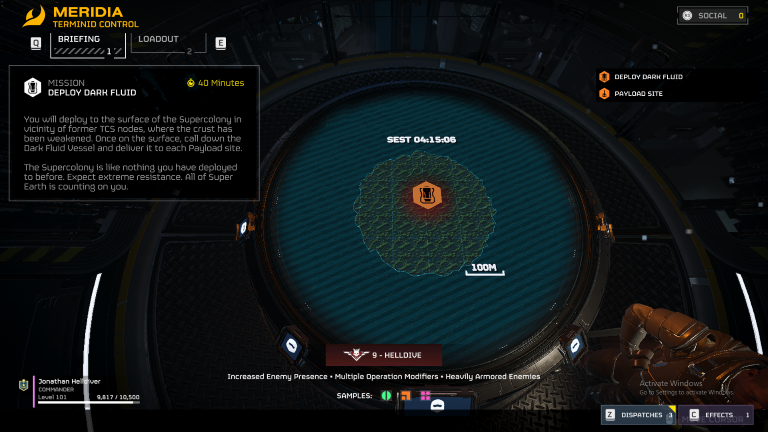 MERIDIA
TERMINID CONTROL
SOCIAL 0
Q BRIEFING 1 LOADOUT 2 E
MISSION
DEPLOY DARK FLUID
40 Minutes
You will deploy to the surface of the Supercolony in
vicinity of former TCS nodes, where the crust has
been weakened. Once on the surface, call down the
Dark Fluid Vessel and deliver it to each Payload site.
The Supercolony is like nothing you have deployed
to before. Expect extreme resistance. All of Super
Earth is counting on you.
DEPLOY DARK FLUID
PAYLOAD SITE
SEST 04:15:06
100M
9 - HELLDIVE
Increased Enemy Presence • Multiple Operation Modifiers • Heavily Armored Enemies
SAMPLES:
Jonathan Helldiver
COMMANDER
Level 101 9,817 / 10,500
Activate Windows
Go to Settings to activate Windows.
Z DISPATCHES 3 C EFFECTS 1
CURSOR